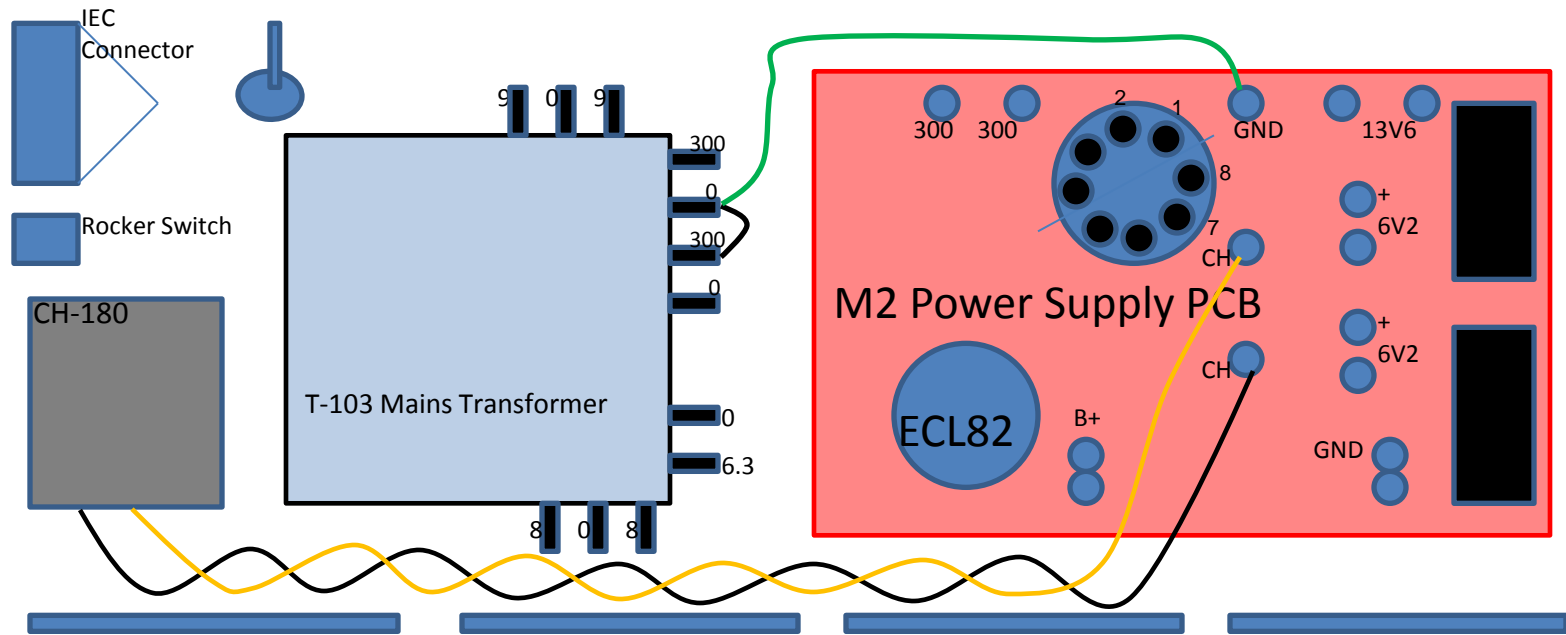 IEC
Connector
Rocker Switch
CH-180
9 0 9
300
0
300
0
T-103 Mains Transformer
0
6.3
8 0 8
300 300
2
1
8
7
GND
13V6
CH
+
6V2
M2 Power Supply PCB
+
6V2
CH
ECL82
B+
GND